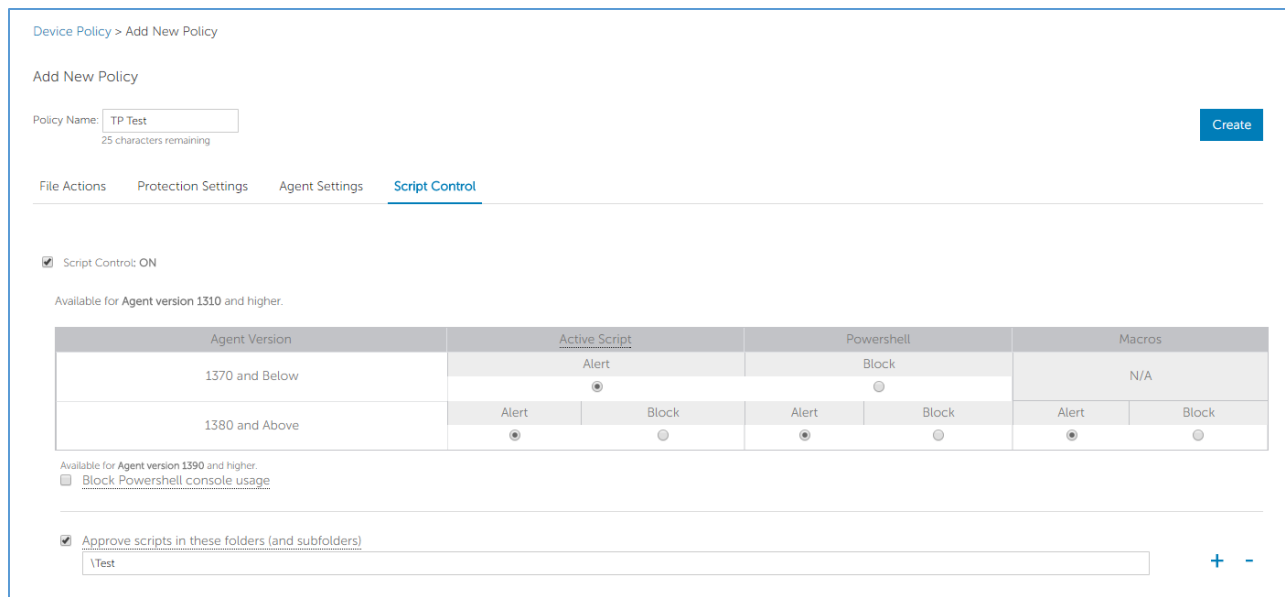 Device Policy > Add New Policy
Add New Policy
Policy Name: TP Test
25 characters remaining
Create
File Actions Protection Settings Agent Settings Script Control
Script Control: ON
Available for Agent version 1310 and higher.
Agent Version Active Script Powershell Macros
1370 and Below Alert Block N/A
1380 and Above Alert Block Alert Block Alert Block
Available for Agent version 1390 and higher.
Block Powershell console usage
Approve scripts in these folders (and subfolders)
\Test
+ -